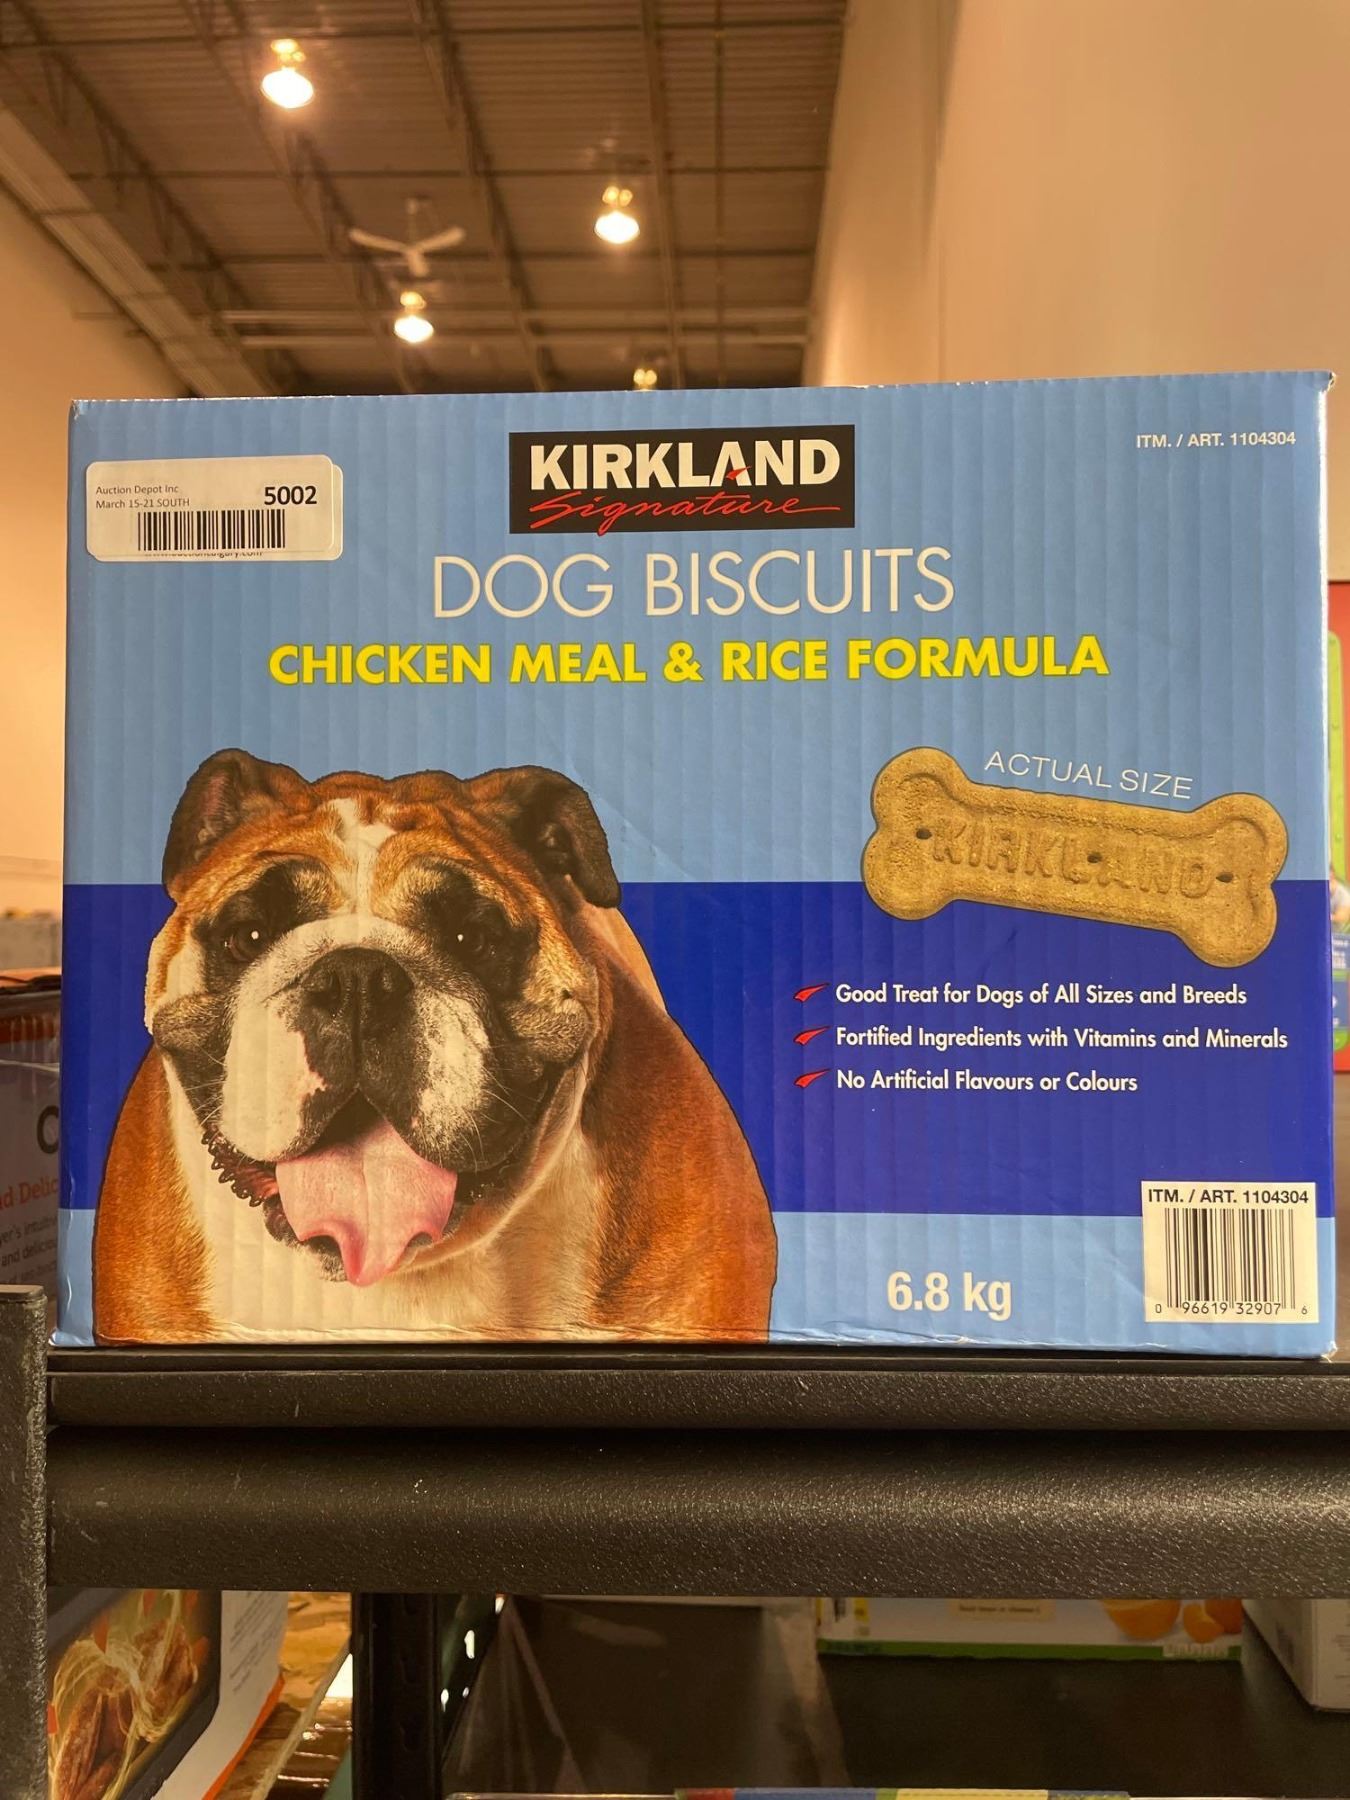 ITM. / ART. 1104304
Auction Depot Inc
March 15-21 SOUTH
5002
KIRKLAND
Signature
DOG BISCUITS
CHICKEN MEAL & RICE FORMULA
ACTUAL SIZE
KIRKLAND
Good Treat for Dogs of All Sizes and Breeds
Fortified Ingredients with Vitamins and Minerals
No Artificial Flavours or Colours
ITM. / ART. 1104304
0 96619 32907 6
6.8 kg